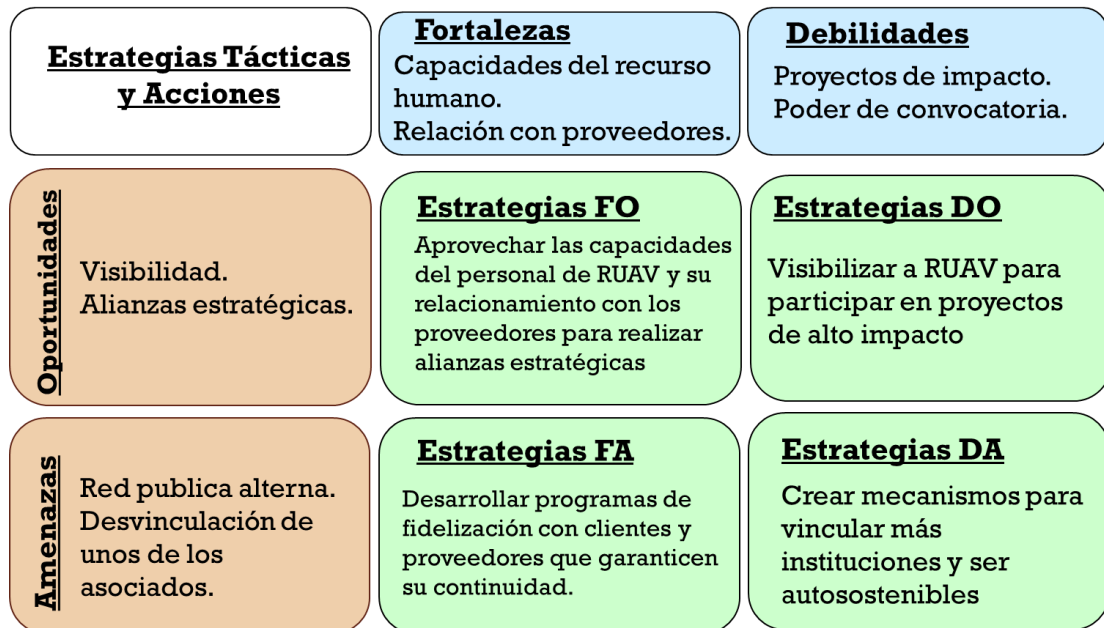 Estrategias Tácticas
y Acciones
Fortalezas
Capacidades del recurso
humano.
Relación con proveedores.
Debilidades
Proyectos de impacto.
Poder de convocatoria.
Oportunidades
Visibilidad.
Alianzas estratégicas.
Estrategias FO
Aprovechar las capacidades
del personal de RUAV y su
relacionamiento con los
proveedores para realizar
alianzas estratégicas
Estrategias DO
Visibilizar a RUAV para
participar en proyectos
de alto impacto
Amenazas
Red publica alterna.
Desvinculación de
unos de los
asociados.
Estrategias FA
Desarrollar programas de
fidelización con clientes y
proveedores que garanticen
su continuidad.
Estrategias DA
Crear mecanismos para
vincular más
instituciones y ser
autosostenibles